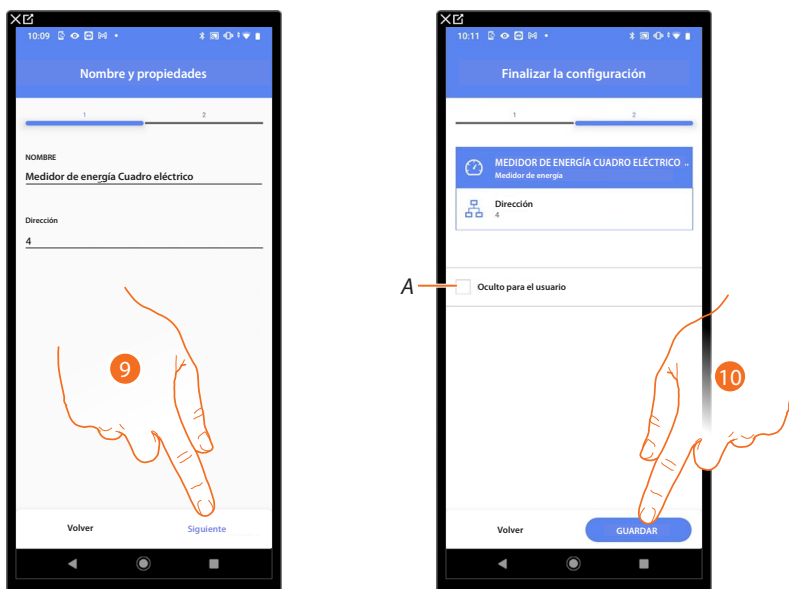 10:09
Nombre y propiedades
1
2
NOMBRE
Medidor de energía Cuadro eléctrico
Dirección
4
9
Volver
Siguiente
10:11
Finalizar la configuración
1
2
MEDIDOR DE ENERGÍA CUADRO ELÉCTRICO ..
Medidor de energía
Dirección
4
A
Oculto para el usuario
10
Volver
GUARDAR